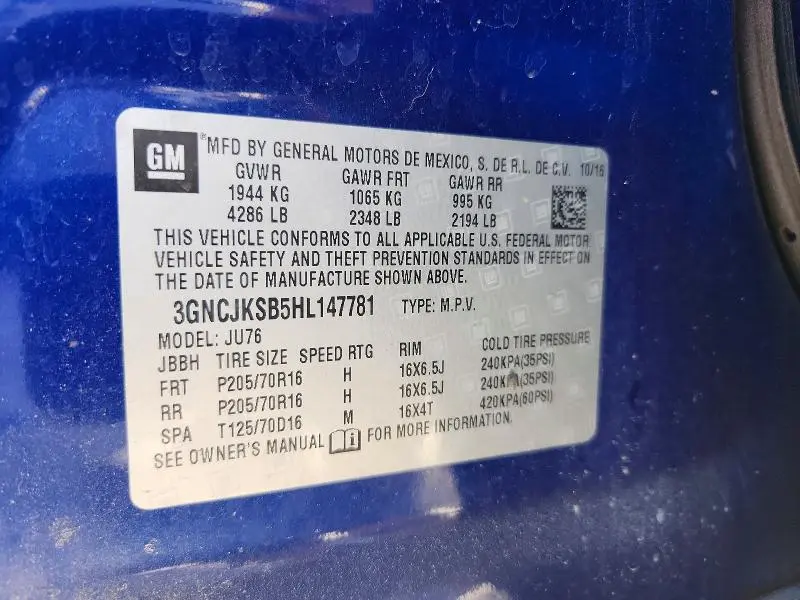 GM
®MFD BY GENERAL MOTORS DE MEXICO, S. DE R.L. DE C.V. 10/16
GVWR GAWR FRT GAWR RR
1944 KG 1065 KG 995 KG
4286 LB 2348 LB 2194 LB
THIS VEHICLE CONFORMS TO ALL APPLICABLE U.S. FEDERAL MOTOR
VEHICLE SAFETY AND THEFT PREVENTION STANDARDS IN EFFECT ON
THE DATE OF MANUFACTURE SHOWN ABOVE.
3GNCJKSB5HL147781 TYPE: M.P.V.
MODEL: JU76
JBBH TIRE SIZE SPEED RTG RIM COLD TIRE PRESSURE
FRT P205/70R16 H 16X6.5J 240KPA(35PSI)
RR P205/70R16 H 16X6.5J 240KPA(35PSI)
SPA T125/70D16 M 16X4T 420KPA(60PSI)
SEE OWNER'S MANUAL i FOR MORE INFORMATION.